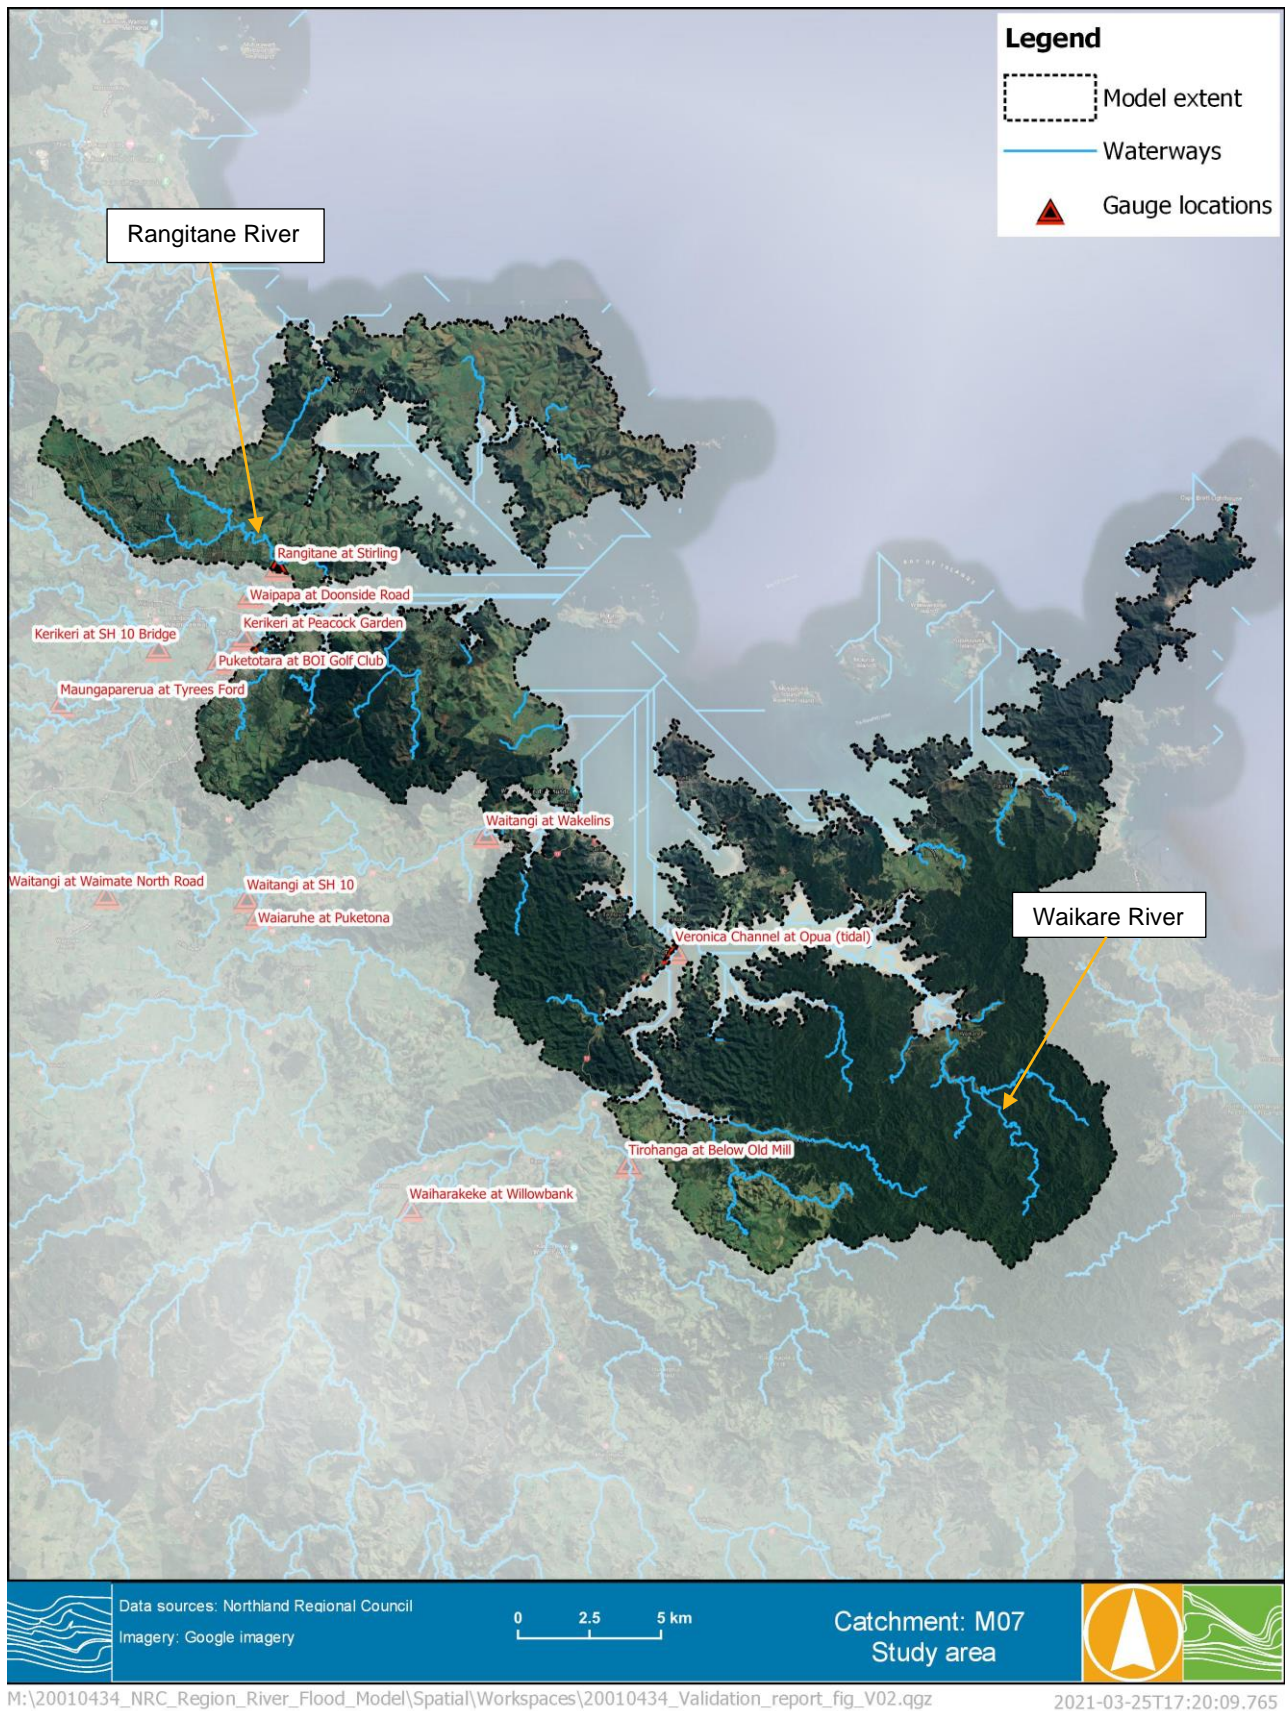 Legend
Model extent
Waterways
Gauge locations
Rangitane River
Rangitane at Stirling
Waipapa at Doonside Road
Kerikeri at Peacock Garden
Kerikeri at SH 10 Bridge
Puketotara at BOI Golf Club
Maungaparerua at Tyrees Ford
BAY OF ISLANDS
Waitangi at Wakelins
Waitangi at Waimate North Road
Waitangi at SH 10
Waiaruhe at Puketona
Waikare River
Veronica Channel at Opua (tidal)
Tirohanga at Below Old Mill
Waiharakeke at Willowbank
Data sources: Northland Regional Council
Imagery: Google imagery
0 2.5 5 km
Catchment: M07
Study area
M:\20010434_NRC_Region_River_Flood_Model\Spatial\Workspaces\20010434_Validation_report_fig_V02.qgz
2021-03-25T17:20:09.765